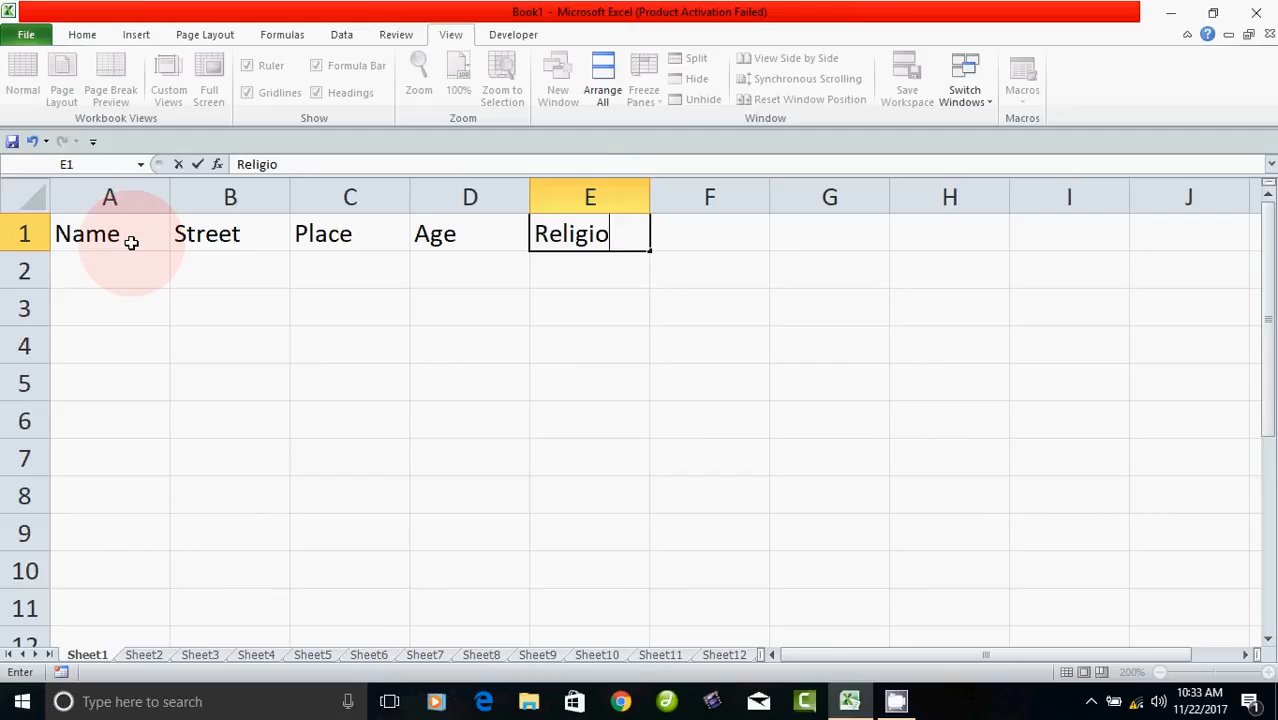 Book1 - Microsoft Excel (Product Activation Failed)
File Home Insert Page Layout Formulas Data Review View Developer
Normal Page Layout Page Break Preview Custom Views Full Screen
Workbook Views
Ruler Formula Bar
Gridlines Headings
Show
Zoom 100% Zoom to Selection
Zoom
New Window Arrange All Freeze Panes
Split
Hide
Unhide
View Side by Side
Synchronous Scrolling
Reset Window Position
Save Workspace Switch Windows
Window
Macros
Macros
E1 fx Religio
A B C D E F G H I J
1 Name Street Place Age Religio
2
3
4
5
6
7
8
9
10
11
12
Sheet1 Sheet2 Sheet3 Sheet4 Sheet5 Sheet6 Sheet7 Sheet8 Sheet9 Sheet10 Sheet11 Sheet12
Enter 200%
Type here to search 10:33 AM
11/22/2017